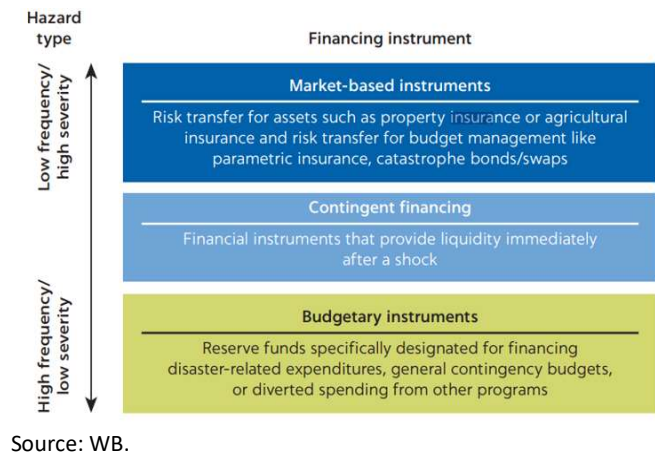 Hazard
type
Financing instrument
Low frequency/
high severity
Market-based instruments
Risk transfer for assets such as property insurance or agricultural
insurance and risk transfer for budget management like
parametric insurance, catastrophe bonds/swaps
Contingent financing
Financial instruments that provide liquidity immediately
after a shock
High frequency/
low severity
Budgetary instruments
Reserve funds specifically designated for financing
disaster-related expenditures, general contingency budgets,
or diverted spending from other programs
Source: WB.